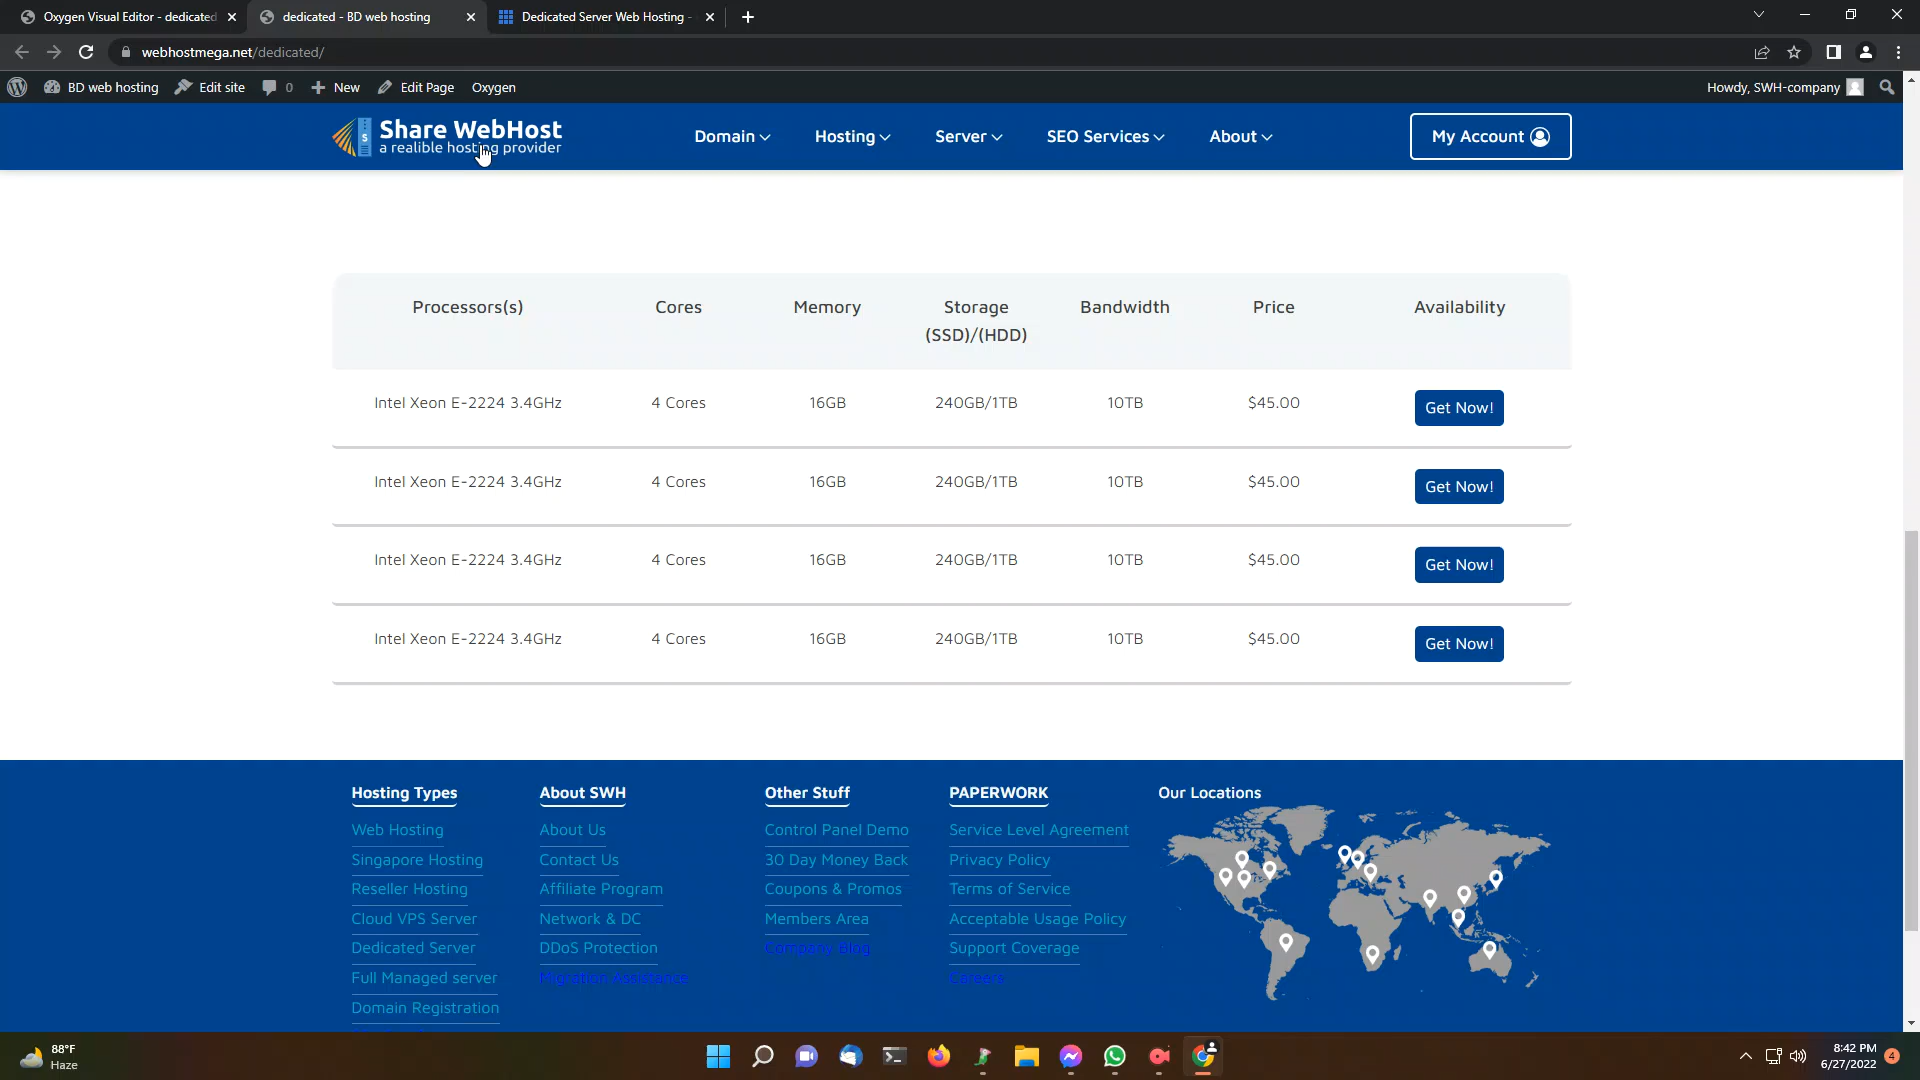 Oxygen Visual Editor - dedicated
dedicated - BD web hosting
Dedicated Server Web Hosting -
webhostmega.net/dedicated/
BD web hosting
Edit site
0
New
Edit Page
Oxygen
Howdy, SWH-company
Share WebHost
a realible hosting provider
Domain
Hosting
Server
SEO Services
About
My Account
Processors(s) Cores Memory Storage (SSD)/(HDD) Bandwidth Price Availability
Intel Xeon E-2224 3.4GHz 4 Cores 16GB 240GB/1TB 10TB $45.00 Get Now!
Intel Xeon E-2224 3.4GHz 4 Cores 16GB 240GB/1TB 10TB $45.00 Get Now!
Intel Xeon E-2224 3.4GHz 4 Cores 16GB 240GB/1TB 10TB $45.00 Get Now!
Intel Xeon E-2224 3.4GHz 4 Cores 16GB 240GB/1TB 10TB $45.00 Get Now!
Hosting Types
Web Hosting
Singapore Hosting
Reseller Hosting
Cloud VPS Server
Dedicated Server
Full Managed server
Domain Registration
About SWH
About Us
Contact Us
Affiliate Program
Network & DC
DDoS Protection
Migration Assistance
Other Stuff
Control Panel Demo
30 Day Money Back
Coupons & Promos
Members Area
Company Blog
PAPERWORK
Service Level Agreement
Privacy Policy
Terms of Service
Acceptable Usage Policy
Support Coverage
Careers
Our Locations
88°F
Haze
8:42 PM
6/27/2022
4